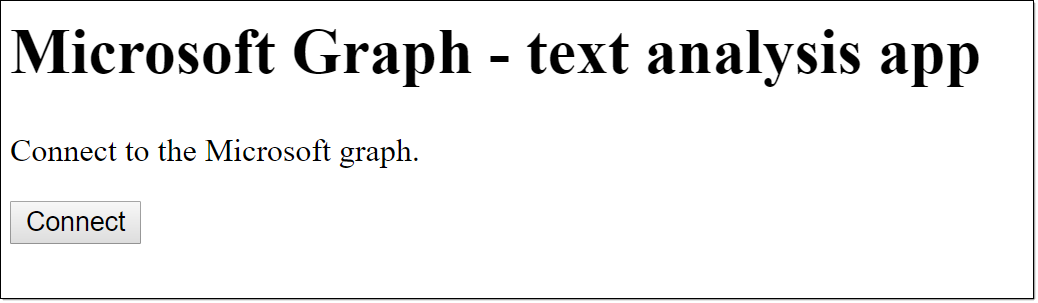 Microsoft Graph - text analysis app
Connect to the Microsoft graph.
Connect